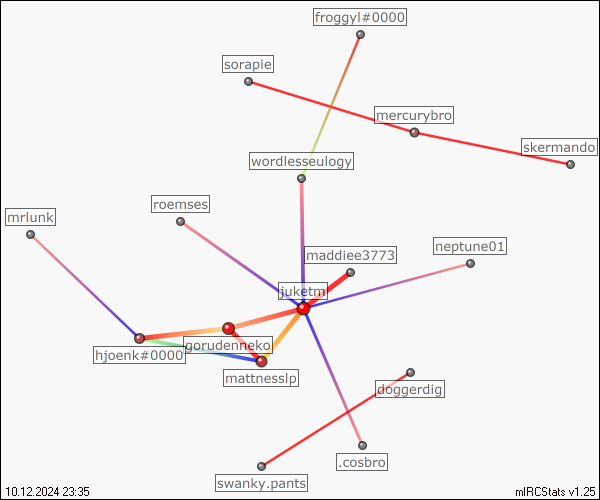 froggyl#0000
sorapie
mercurybro
skermando
wordlesseulogy
roemses
mrlunk
neptune01
maddiee3773
juketm
gorudenneko
hjoenk#0000
mattnesslp
doggerdig
.cosbro
swanky.pants
10.12.2024 23:35
mIRCStats v1.25